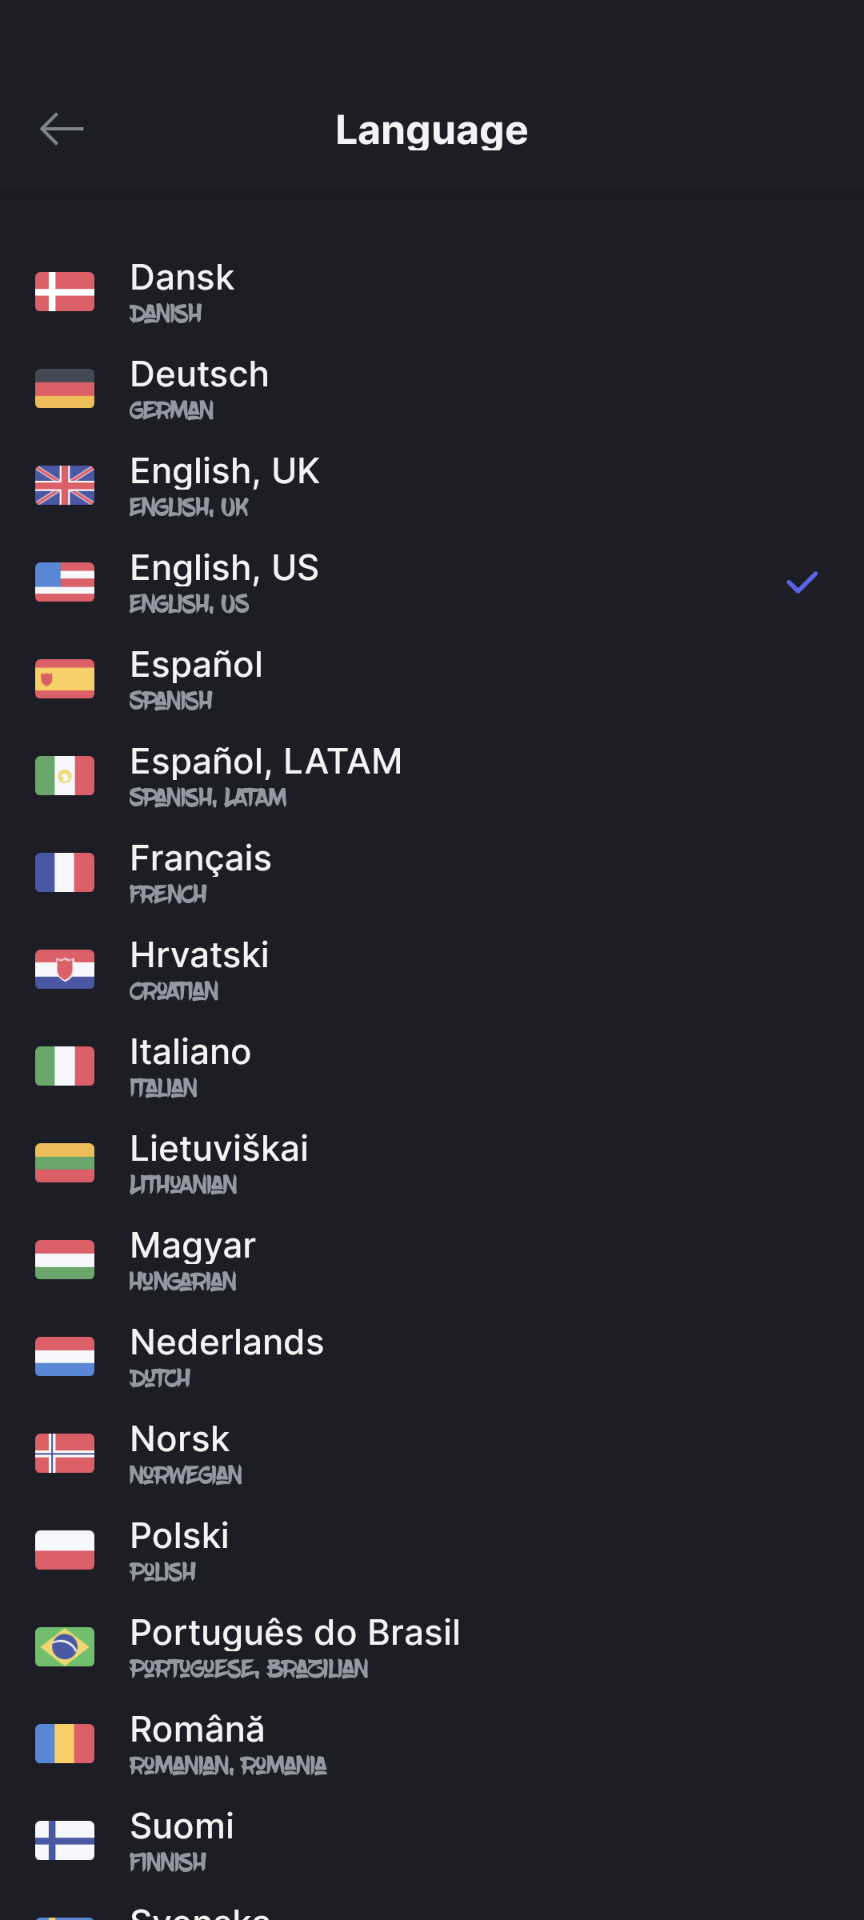 Language
Dansk
DANISH
Deutsch
GERMAN
English, UK
ENGLISH, UK
English, US
ENGLISH, US
Español
SPANISH
Español, LATAM
SPANISH, LATAM
Français
FRENCH
Hrvatski
CROATIAN
Italiano
ITALIAN
Lietuviškai
LITHUANIAN
Magyar
HUNGARIAN
Nederlands
DUTCH
Norsk
NORWEGIAN
Polski
POLISH
Português do Brasil
PORTUGUESE, BRAZILIAN
Română
ROMANIAN, ROMANIA
Suomi
FINNISH